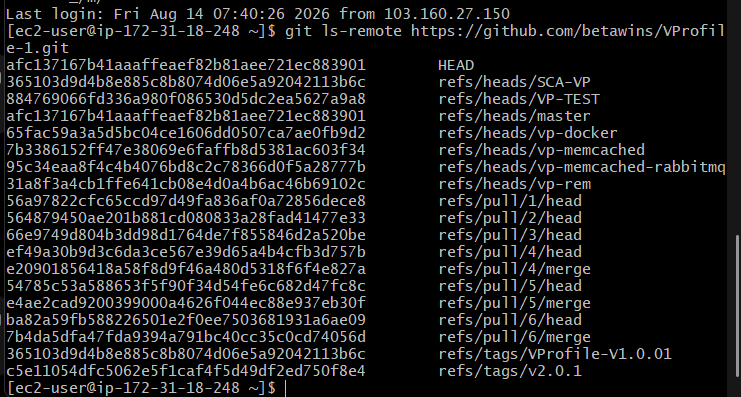 Last login: Fri Aug 14 07:40:26 2026 from 103.160.27.150
[ec2-user@ip-172-31-18-248 ~]$ git ls-remote https://github.com/betawins/VProfil
e-1.git
afc137167b41aaaffeaef82b81aee721ec883901 HEAD
365103d9d4b8e885c8b8074d06e5a92042113b6c refs/heads/SCA-VP
884769066fd336a980f086530d5dc2ea5627a9a8 refs/heads/VP-TEST
afc137167b41aaaffeaef82b81aee721ec883901 refs/heads/master
65fac59a3a5d5bc04ce1606dd0507ca7ae0fb9d2 refs/heads/vp-docker
7b3386152ff47e38069e6faffb8d5381ac603f34 refs/heads/vp-memcached
95c34eaa8f4c4b4076bd8c2c78366d0f5a28777b refs/heads/vp-memcached-rabbitmq
31a8f3a4cb1ffe641cb08e4d0a4b6ac46b69102c refs/heads/vp-rem
56a97822cfc65ccd97d49fa836af0a72856dece8 refs/pull/1/head
564879450ae201b881cd080833a28fad41477e33 refs/pull/2/head
66e9749d804b3dd98d1764de7f855846d2a520be refs/pull/3/head
ef49a30b9d3c6da3ce567e39d65a4b4cfb3d757b refs/pull/4/head
e20901856418a58f8d9f46a480d5318f6f4e827a refs/pull/4/merge
54785c53a588653f5f90f34d54fe6c682d47fc8c refs/pull/5/head
e4ae2cad9200399000a4626f044ec88e937eb30f refs/pull/5/merge
ba82a59fb588226501e2f0ee7503681931a6ae09 refs/pull/6/head
7b4da5dfa47fda9394a791bc40cc35c0cd74056d refs/pull/6/merge
365103d9d4b8e885c8b8074d06e5a92042113b6c refs/tags/VProfile-V1.0.01
c5e11054dfc5062e5f1caf4f5d49df2ed750f8e4 refs/tags/v2.0.1
[ec2-user@ip-172-31-18-248 ~]$